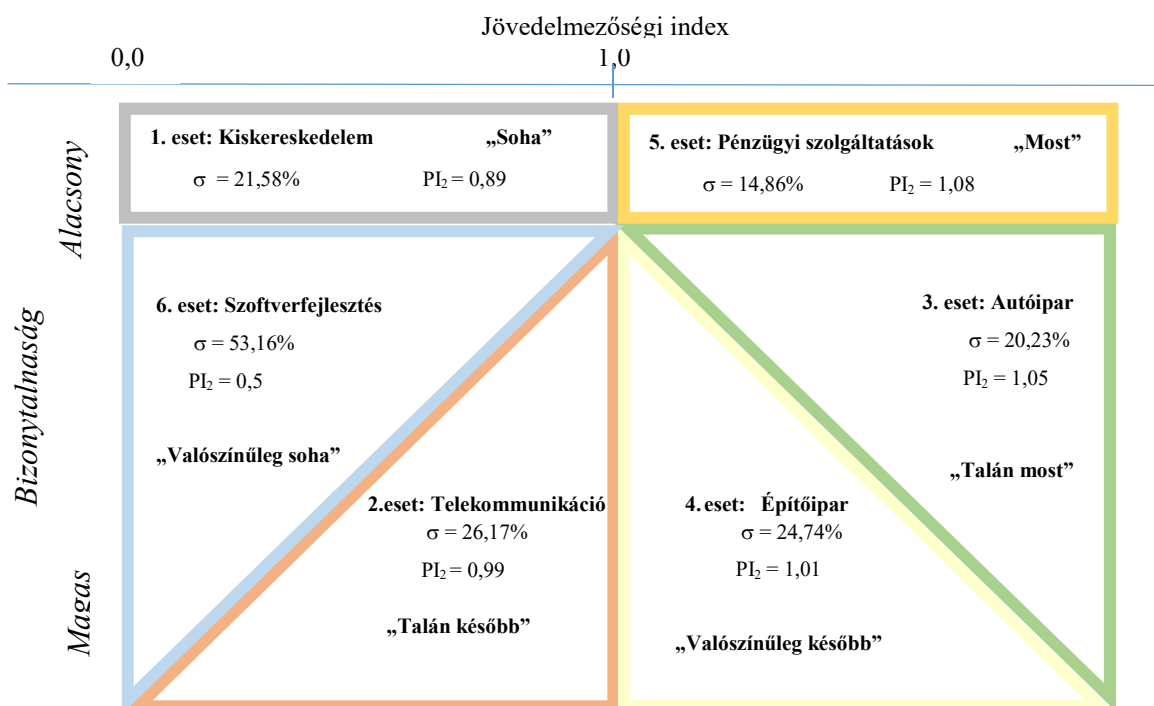 Jövedelmezőségi index
0,0 1,0
Alacsony
1. eset: Kiskereskedelem „Soha”
σ = 21,58% PI₂ = 0,89
5. eset: Pénzügyi szolgáltatások „Most”
σ = 14,86% PI₂ = 1,08
Bizonytalnaság
6. eset: Szoftverfejlesztés
σ = 53,16%
PI₂ = 0,5
„Valószínűleg soha”
3. eset: Autóipar
σ = 20,23%
PI₂ = 1,05
„Talán most”
Magas
2.eset: Telekommunikáció
σ = 26,17%
PI₂ = 0,99
„Talán később”
4. eset: Építőipar
σ = 24,74%
PI₂ = 1,01
„Valószínűleg később”